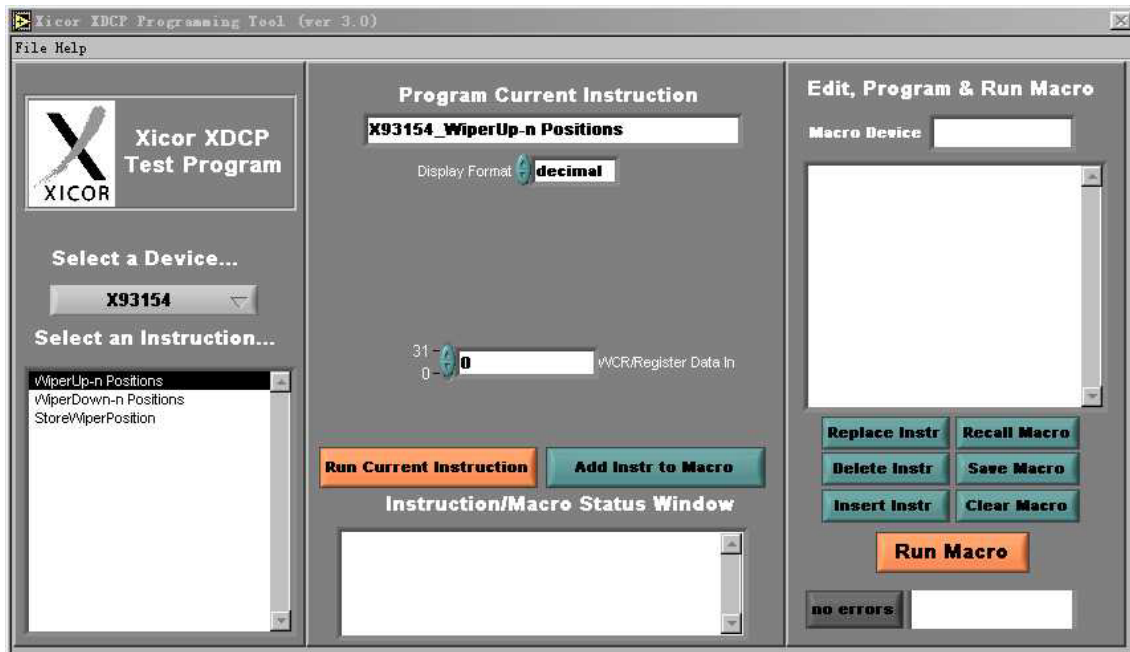 Xicor XDCP Programming Tool (ver 3.0)
File Help
XICOR
Xicor XDCP
Test Program
Select a Device...
X93154
Select an Instruction...
WiperUp-n Positions
WiperDown-n Positions
StoreWiperPosition
Program Current Instruction
X93154_WiperUp-n Positions
Display Format decimal
31
0
0 WCR/Register Data In
Run Current Instruction Add Instr to Macro
Instruction/Macro Status Window
Edit, Program & Run Macro
Macro Device
Replace Instr Recall Macro
Delete Instr Save Macro
Insert Instr Clear Macro
Run Macro
no errors